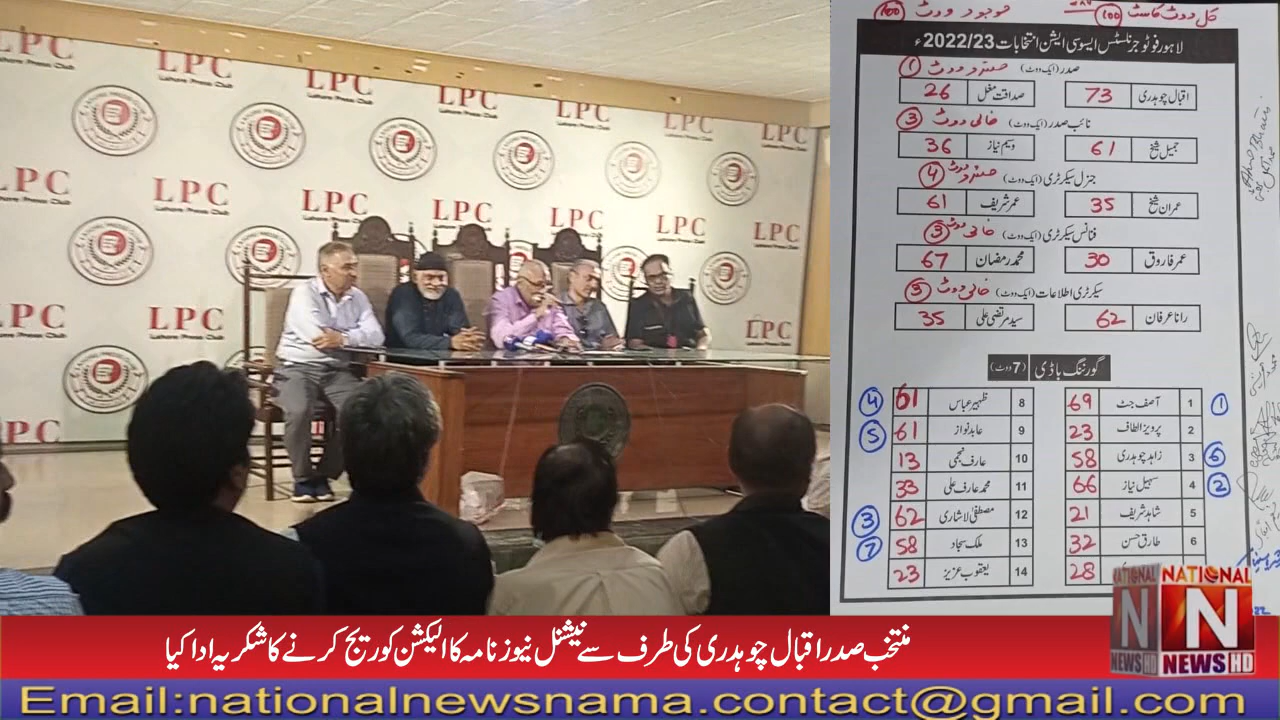 LPC
Lahore Press Club
کل ووٹ کاسٹ 100 موجود ووٹ 100
لاہور فوٹو جرنلسٹس ایسوسی ایشن انتخابات 2022/23ء
صدر (ایک ووٹ) مسترد ووٹ 1
اقبال چوہدری 73 صداقت مغل 26
نائب صدر (ایک ووٹ) خالی ووٹ 3
جمیل شیخ 61 وسیم نیاز 36
جنرل سیکرٹری (ایک ووٹ) مسترد ووٹ 4
عمران شیخ 35 عمر شریف 61
فنانس سیکرٹری (ایک ووٹ) خالی ووٹ 3
عمر فاروق 30 محمد رمضان 67
سیکرٹری اطلاعات (ایک ووٹ) خالی ووٹ
رانا عرفان 62 سید مرتضیٰ علی 35
گورننگ باڈی (7 ووٹ)
1 آصف جٹ 69 1
2 پرویز الطاف 23
3 زاہد چوہدری 58 6
4 سہیل نیاز 66 2
5 شاہد شریف 21
6 طارق حسن 32
28
8 ظہیر عباس 61 4
9 عابد نواز 61 5
10 عارف نجمی 13
11 محمد عارف علی 33
12 مصطفیٰ لاشاری 62 3
13 ملک سجاد 58 7
14 یعقوب عزیز 23
منتخب صدر اقبال چوہدری کی طرف سے نیشنل نیوز نامہ کا الیکشن کوریج کرنے کا شکریہ ادا کیا
NATIONAL
N
NEWS HD
Email:nationalnewsnama.contact@gmail.com